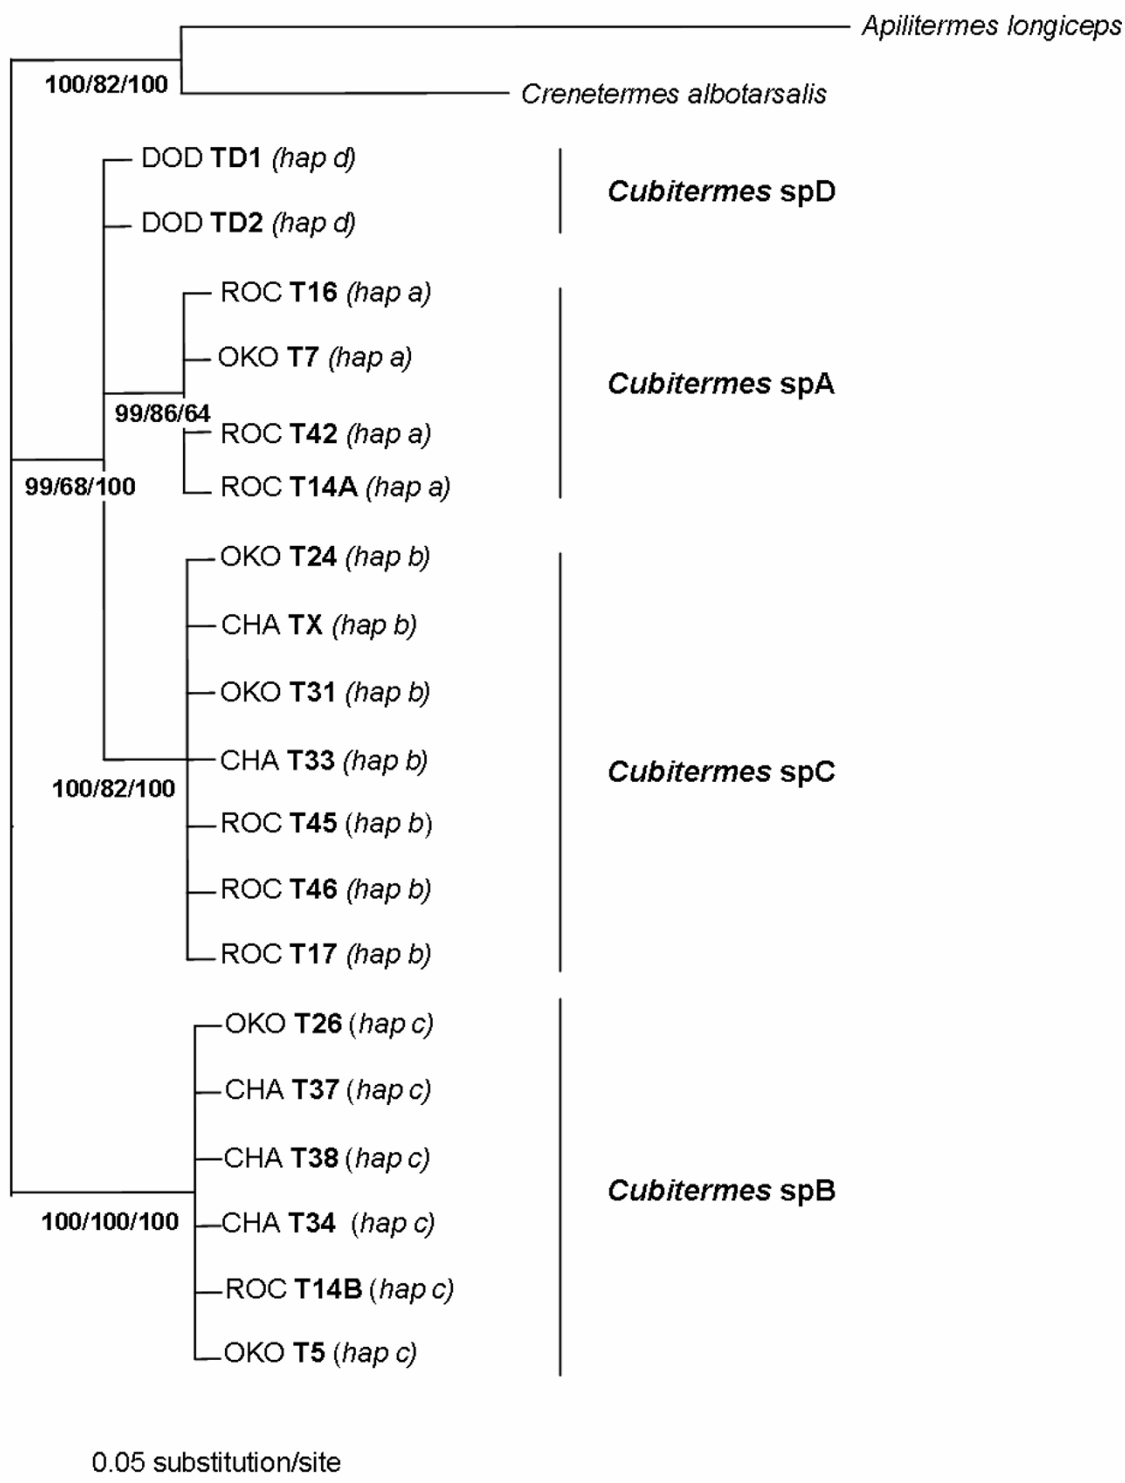 Apilitermes longiceps
100/82/100
Crenetermes albotarsalis
DOD TD1 (hap d)
Cubitermes spD
DOD TD2 (hap d)
ROC T16 (hap a)
OKO T7 (hap a)
Cubitermes spA
99/86/64
ROC T42 (hap a)
99/68/100
ROC T14A (hap a)
OKO T24 (hap b)
CHA TX (hap b)
OKO T31 (hap b)
CHA T33 (hap b)
Cubitermes spC
100/82/100
ROC T45 (hap b)
ROC T46 (hap b)
ROC T17 (hap b)
OKO T26 (hap c)
CHA T37 (hap c)
CHA T38 (hap c)
Cubitermes spB
100/100/100
CHA T34 (hap c)
ROC T14B (hap c)
OKO T5 (hap c)
0.05 substitution/site